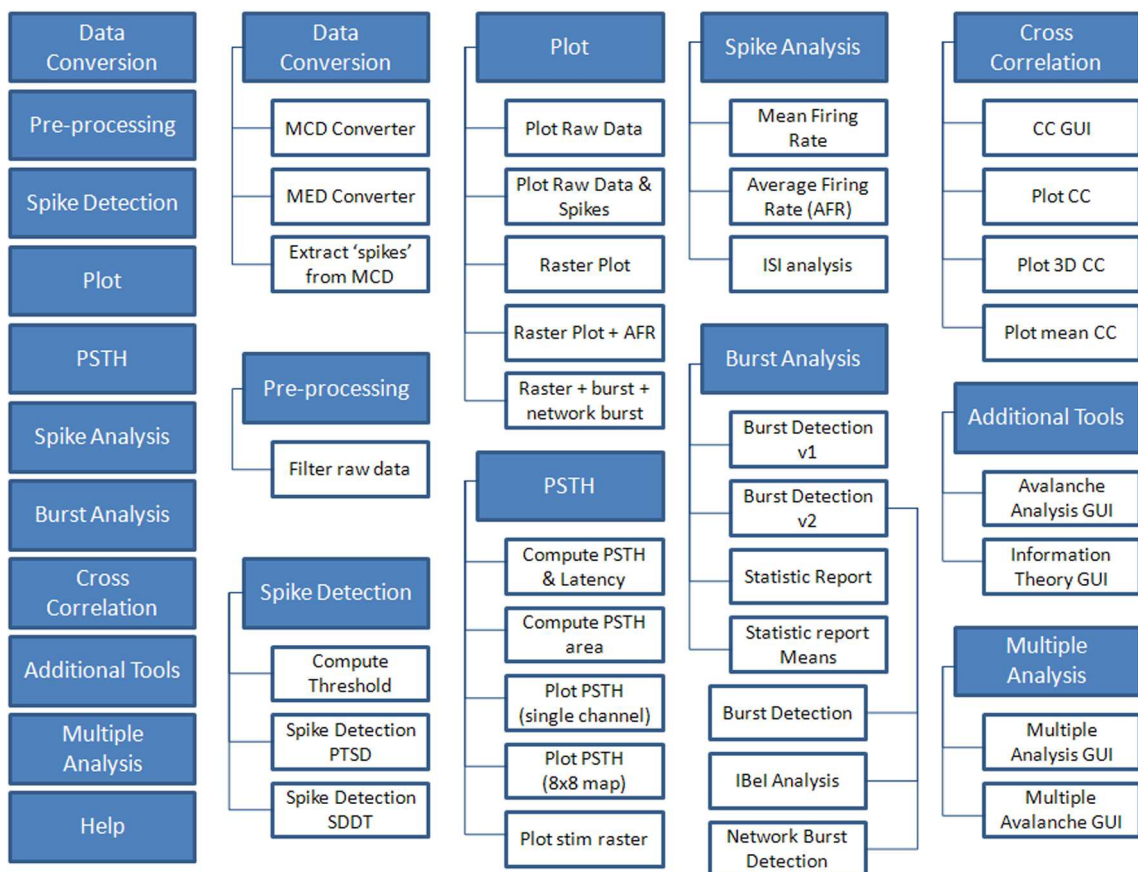 Data
Conversion
Pre-processing
Spike Detection
Plot
PSTH
Spike Analysis
Burst Analysis
Cross
Correlation
Additional Tools
Multiple
Analysis
Help
Data
Conversion
MCD Converter
MED Converter
Extract ‘spikes’
from MCD
Pre-processing
Filter raw data
Spike Detection
Compute
Threshold
Spike Detection
PTSD
Spike Detection
SDDT
Plot
Plot Raw Data
Plot Raw Data &
Spikes
Raster Plot
Raster Plot + AFR
Raster + burst +
network burst
PSTH
Compute PSTH
& Latency
Compute PSTH
area
Plot PSTH
(single channel)
Plot PSTH
(8x8 map)
Plot stim raster
Spike Analysis
Mean Firing
Rate
Average Firing
Rate (AFR)
ISI analysis
Burst Analysis
Burst Detection
v1
Burst Detection
v2
Statistic Report
Statistic report
Means
Burst Detection
IBeI Analysis
Network Burst
Detection
Cross
Correlation
CC GUI
Plot CC
Plot 3D CC
Plot mean CC
Additional Tools
Avalanche
Analysis GUI
Information
Theory GUI
Multiple
Analysis
Multiple
Analysis GUI
Multiple
Avalanche GUI